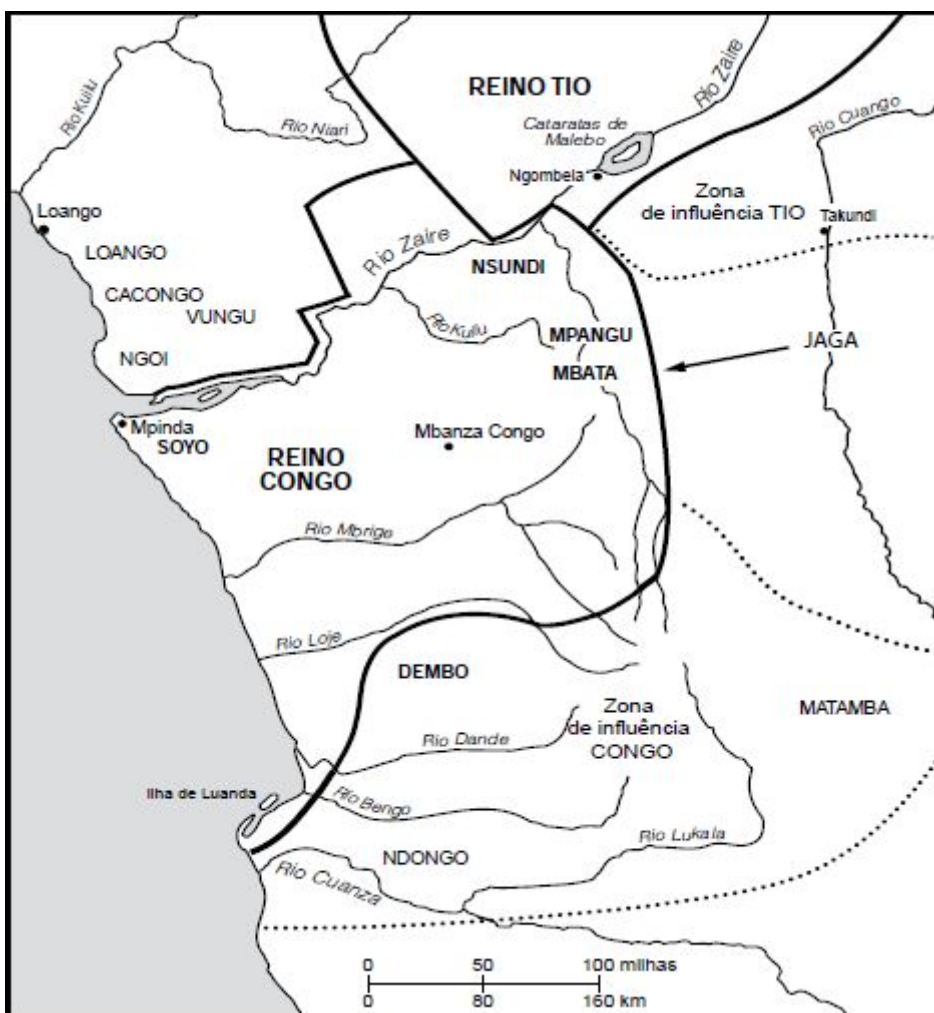 REINO TIO
Rio Zaire
Rio Kuilu
Rio Niari
Cataratas de
Malebo
Rio Cuango
Ngombela
Zona
de influência TIO
Takundi
Loango
LOANGO
Rio Zaire
NSUNDI
CACONGO
VUNGU
Rio Kuilu
MPANGU
JAGA
NGOI
MBATA
Mpinda
SOYO
Mbanza Congo
REINO
CONGO
Rio Mbrige
Rio Loje
DEMBO
Zona
de influência
CONGO
MATAMBA
Rio Dande
Ilha de Luanda
Rio Bengo
Rio Lukala
NDONGO
Rio Cuanza
0 50 100 milhas
0 80 160 km